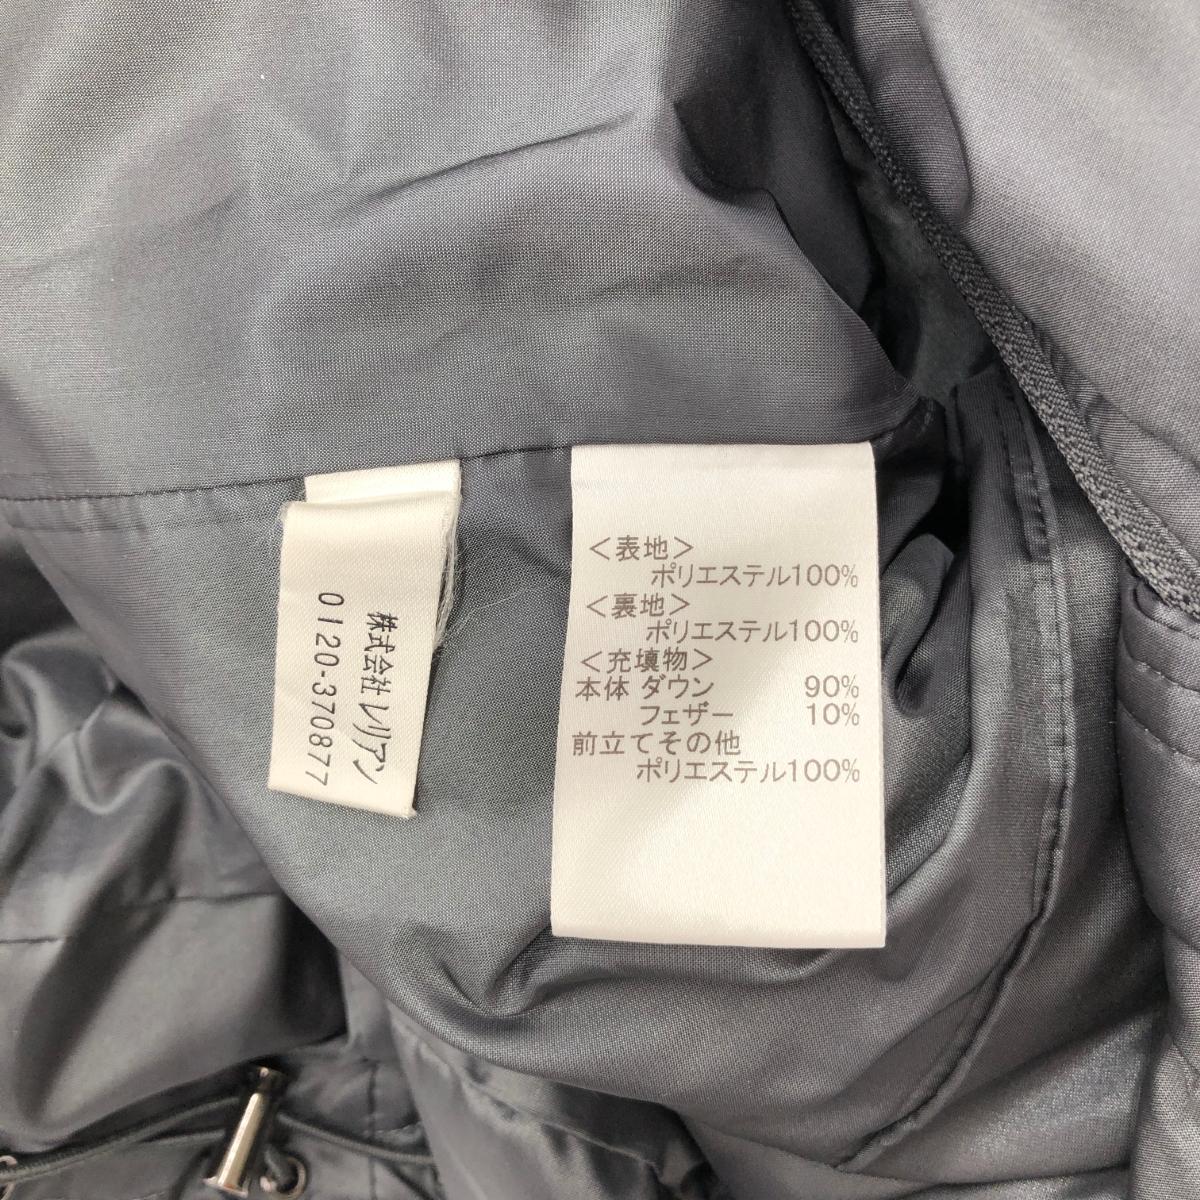 株式会社 レリアン
0120-370877
＜表地＞
ポリエステル100%
＜裏地＞
ポリエステル100%
＜充填物＞
本体 ダウン 90%
フェザー 10%
前立てその他
ポリエステル100%